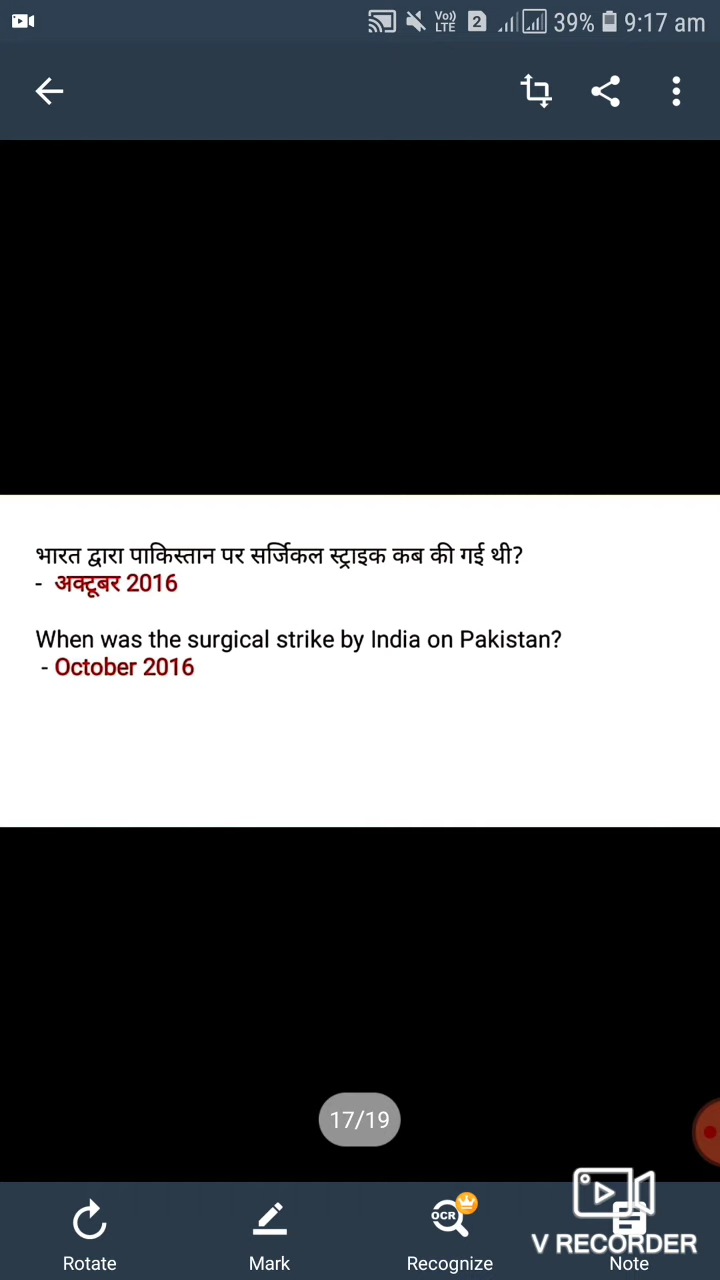 Vo)) LTE 2 39% 9:17 am
भारत द्वारा पाकिस्तान पर सर्जिकल स्ट्राइक कब की गई थी?
- अक्टूबर 2016
When was the surgical strike by India on Pakistan?
- October 2016
17/19
OCR
V RECORDER
Rotate Mark Recognize Note